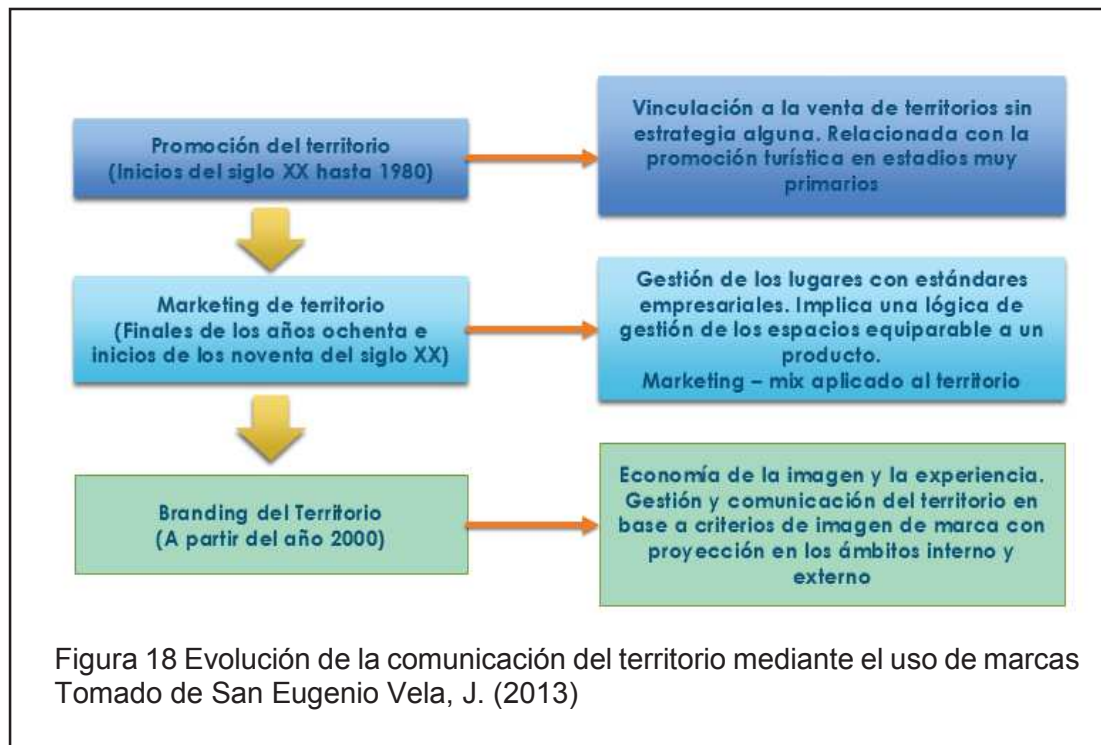 Promoción del territorio
(Inicios del siglo XX hasta 1980)
Vinculación a la venta de territorios sin
estrategia alguna. Relacionada con la
promoción turística en estadios muy
primarios
Marketing de territorio
(Finales de los años ochenta e
inicios de los noventa del siglo XX)
Gestión de los lugares con estándares
empresariales. Implica una lógica de
gestión de los espacios equiparable a un
producto.
Marketing – mix aplicado al territorio
Branding del Territorio
(A partir del año 2000)
Economía de la imagen y la experiencia.
Gestión y comunicación del territorio en
base a criterios de imagen de marca con
proyección en los ámbitos interno y
externo
Figura 18 Evolución de la comunicación del territorio mediante el uso de marcas
Tomado de San Eugenio Vela, J. (2013)